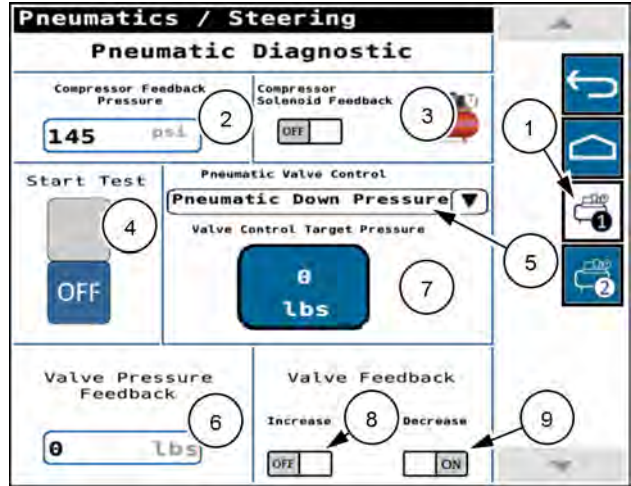 Pneumatics / Steering
Pneumatic Diagnostic
Compressor Feedback
Pressure
2
145 psi
Compressor
Solenoid Feedback
3
OFF
1
1
2
Start Test
4
OFF
Pneumatic Valve Control
Pneumatic Down Pressure
5
Valve Control Target Pressure
0
lbs
7
Valve Pressure
Feedback
6
0 lbs
Valve Feedback
Increase
8
Decrease
9
OFF
ON